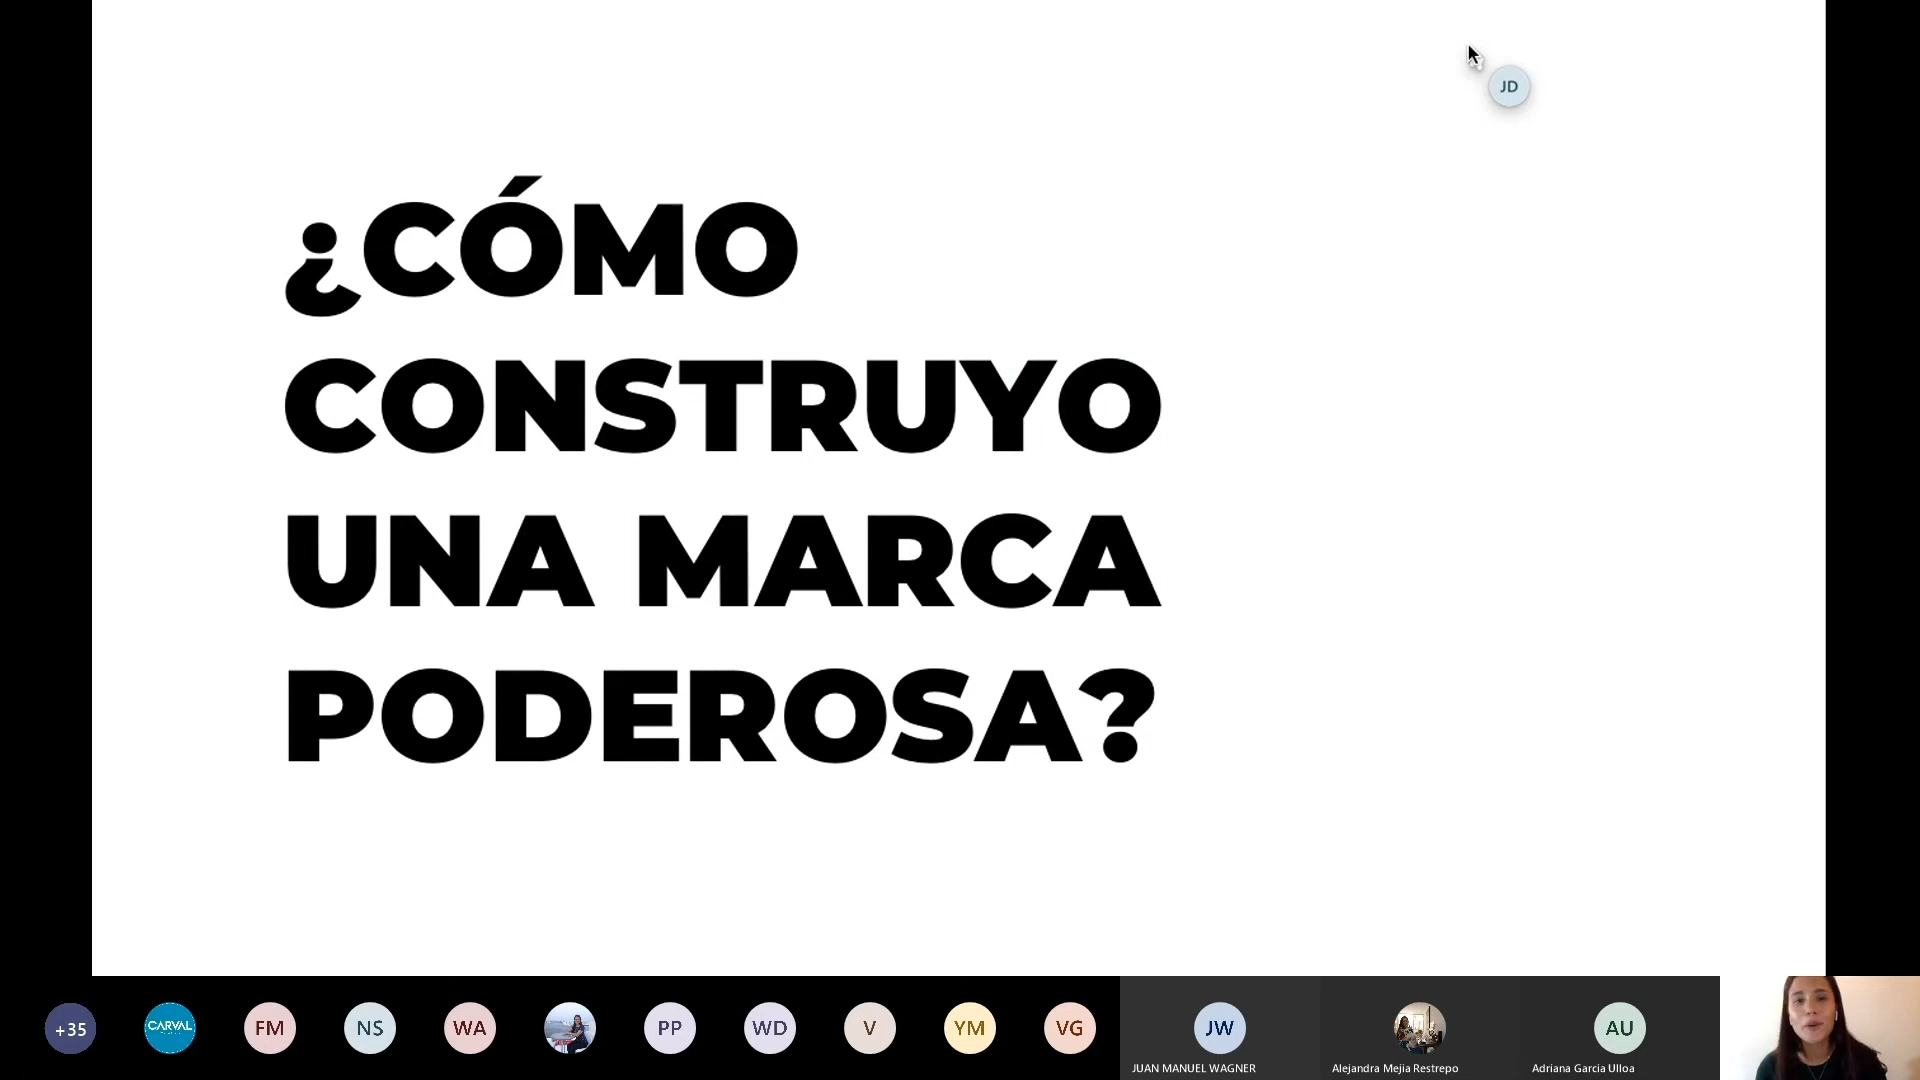 JD
¿CÓMO
CONSTRUYO
UNA MARCA
PODEROSA?
+35
CARVAL
FM
NS
WA
PP
WD
V
YM
VG
JW
AU
JUAN MANUEL WAGNER
Alejandra Mejia Restrepo
Adriana Garcia Ulloa